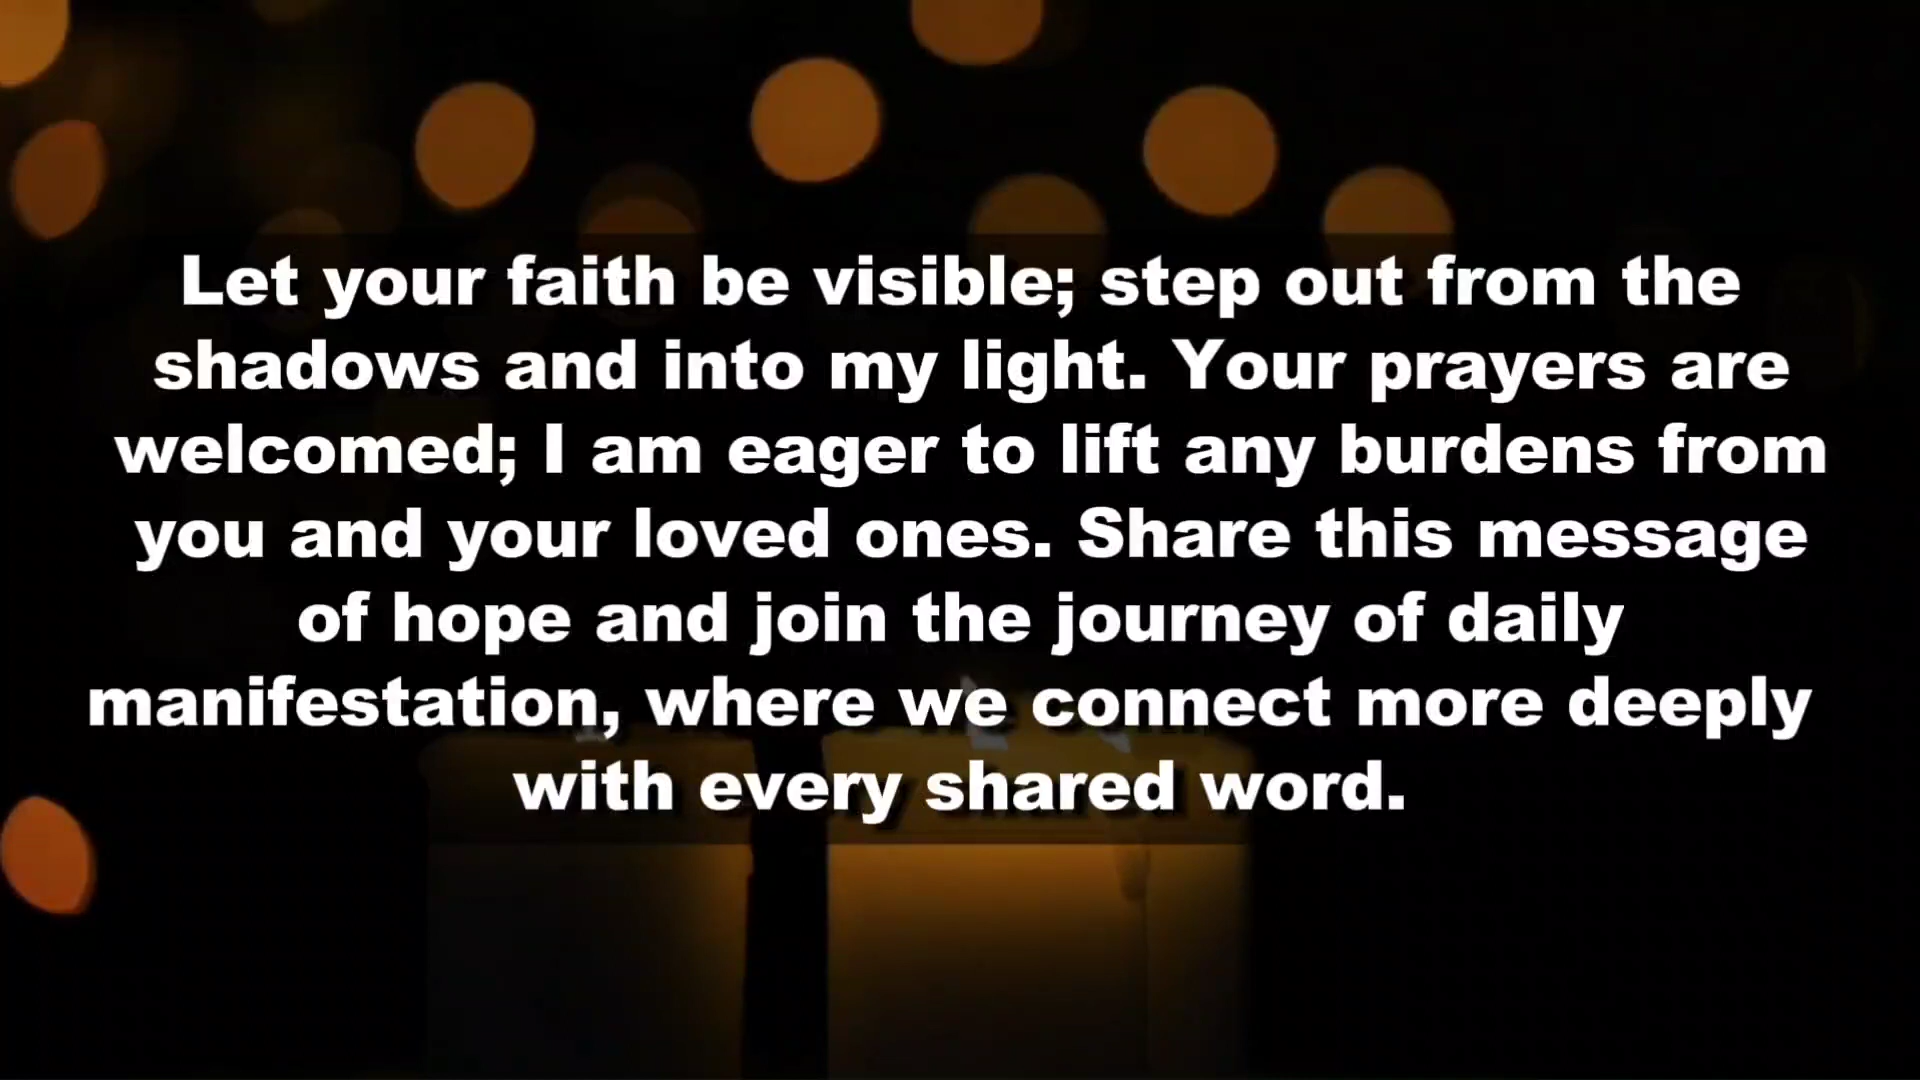 Let your faith be visible; step out from the
shadows and into my light. Your prayers are
welcomed; I am eager to lift any burdens from
you and your loved ones. Share this message
of hope and join the journey of daily
manifestation, where we connect more deeply
with every shared word.